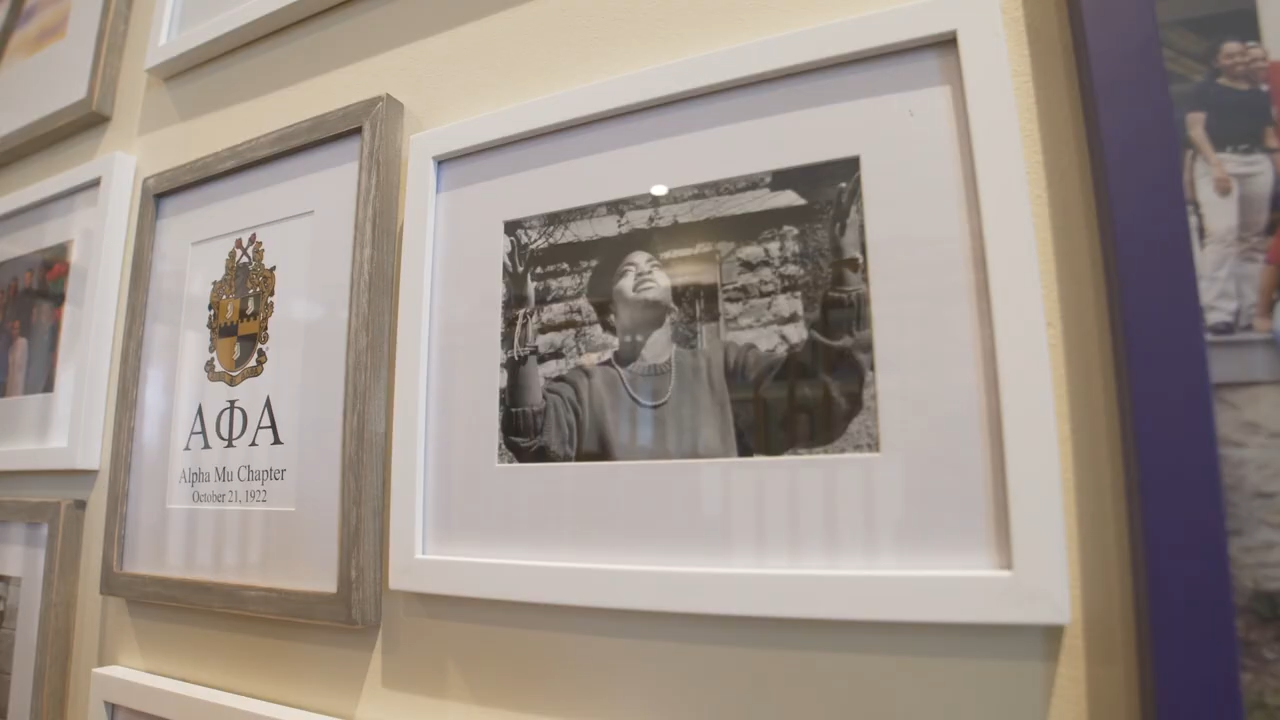 ΑΦΑ
Alpha Mu Chapter
October 21, 1922